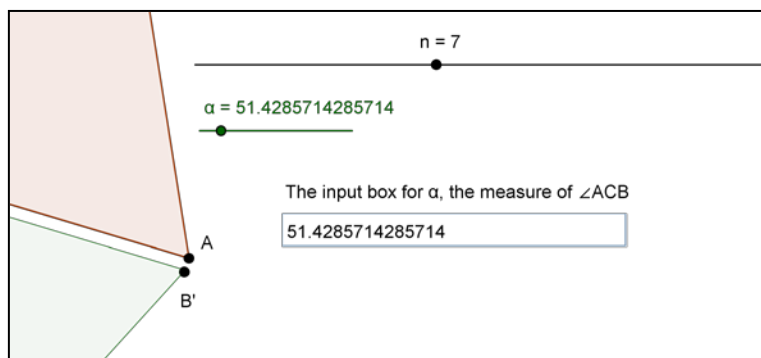 n = 7
α = 51.4285714285714
The input box for α, the measure of ∠ACB
51.4285714285714
A
B'